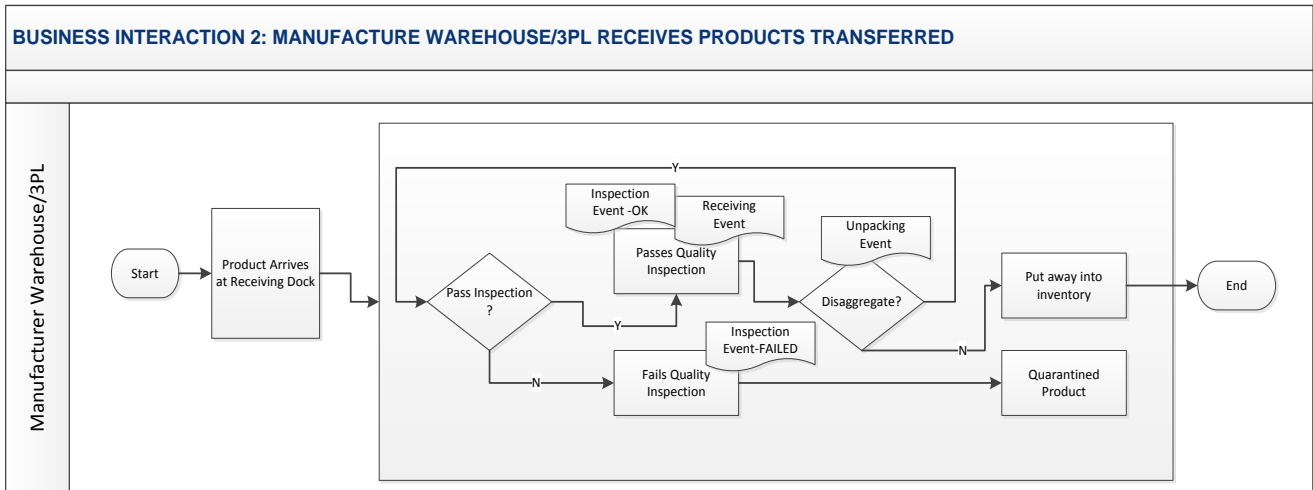 BUSINESS INTERACTION 2: MANUFACTURE WAREHOUSE/3PL RECEIVES PRODUCTS TRANSFERRED
Manufacturer Warehouse/3PL
Start
Product Arrives
at Receiving Dock
Y
Inspection
Event -OK
Receiving
Event
Unpacking
Event
Pass Inspection
?
Y
Passes Quality
Inspection
Disaggregate?
N
Put away into
inventory
End
N
Inspection
Event-FAILED
Fails Quality
Inspection
Quarantined
Product